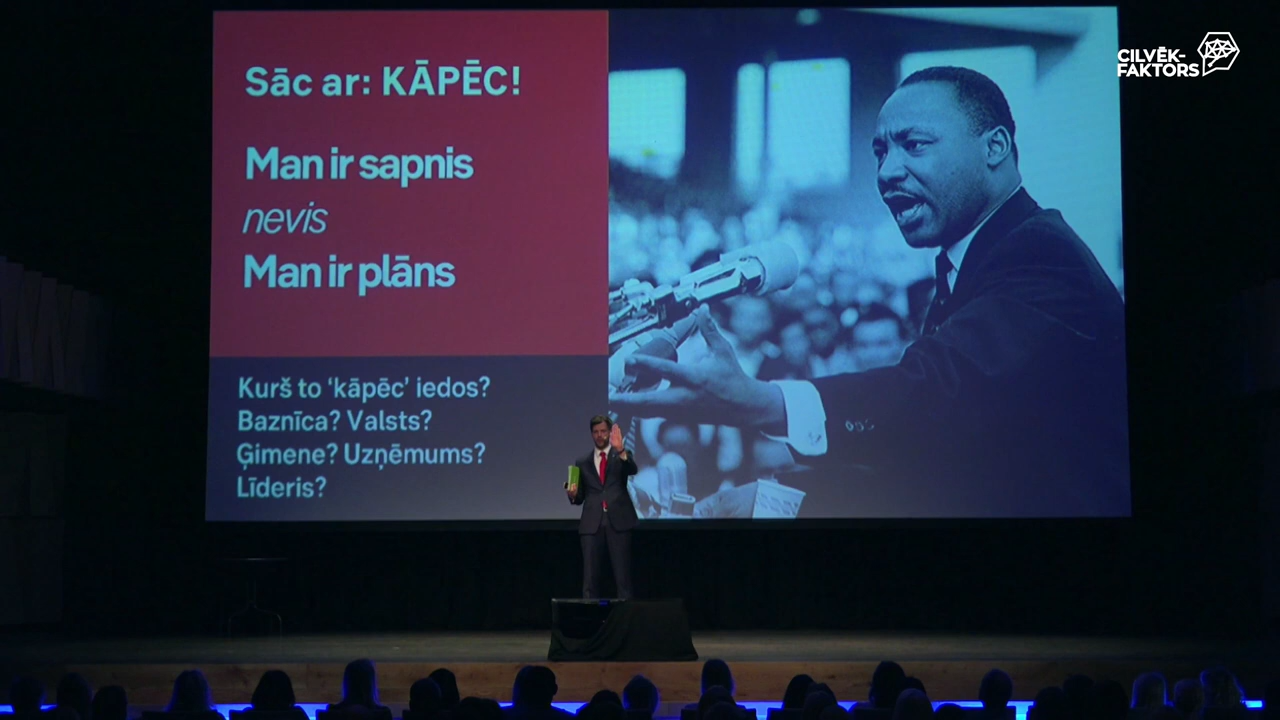 Sāc ar: KĀPĒC!
Man ir sapnis
nevis
Man ir plāns
Kurš to ‘kāpēc’ iedos?
Baznīca? Valsts?
Ģimene? Uzņēmums?
Līderis?
CILVĒK-
FAKTORS